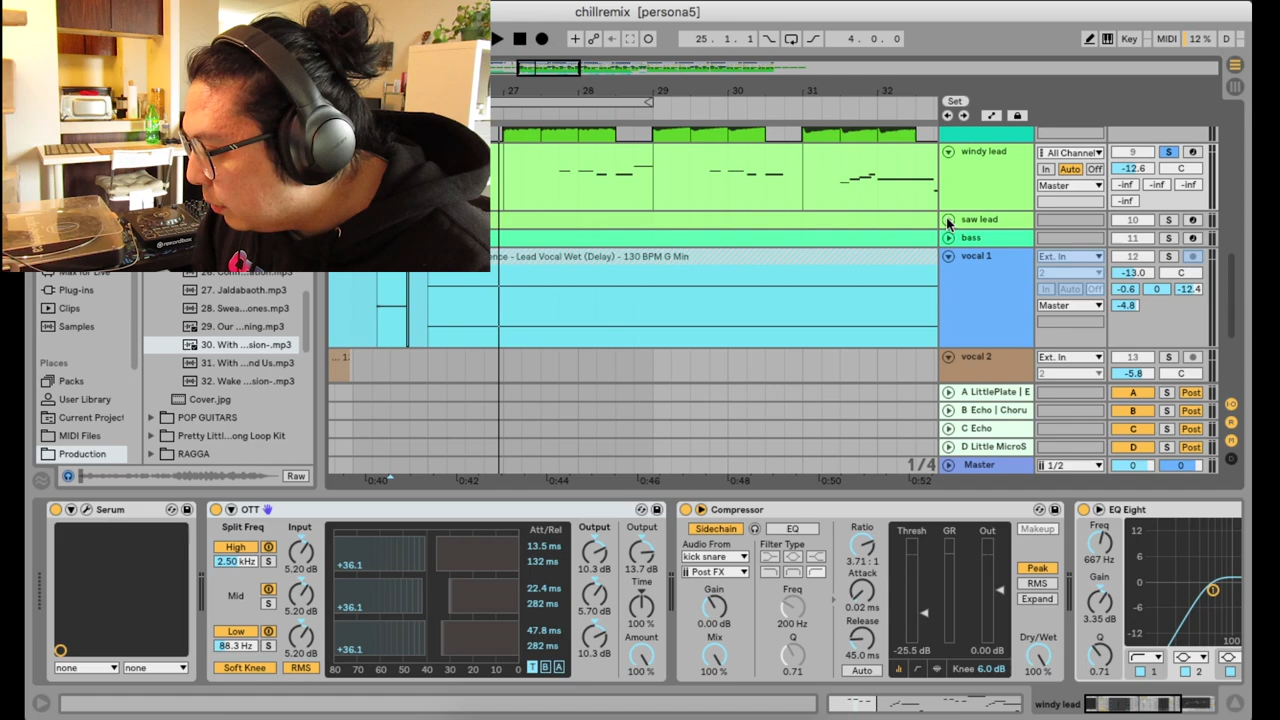 chillremix [persona5]
25. 1. 1
4. 0. 0
Key
MIDI
12 %
D
27
28
29
30
31
32
Set
windy lead
All Channel
9
S
In
Auto
Off
-12.6
C
Master
-inf
-inf
-inf
-inf
saw lead
10
S
bass
11
S
ence - Lead Vocal Wet (Delay) - 130 BPM G Min
vocal 1
Ext. In
12
S
2
-13.0
C
In
Auto
Off
-0.6
0
-12.4
Master
-4.8
vocal 2
Ext. In
13
S
2
-5.8
C
A LittlePlate | E
A
S
Post
B Echo | Choru
B
S
Post
C Echo
C
S
Post
D Little MicroS
D
S
Post
1/4
Master
1/2
0
0
0:40
0:42
0:44
0:46
0:48
0:50
0:52
rekordbox
Max for Live
Plug-ins
Clips
Samples
Places
Packs
User Library
Current Project
MIDI Files
Production
27. Jaldabaoth.mp3
28. Swea...ones.mp3
29. Our ...ning.mp3
30. With ...sion-.mp3
31. With ...nd Us.mp3
32. Wake ...sion-.mp3
Cover.jpg
POP GUITARS
Pretty Littl...ong Loop Kit
RAGGA
Raw
Serum
none
none
OTT
Split Freq
Input
Att/Rel
Output
Output
High
2.50 kHz
S
5.20 dB
+36.1
13.5 ms
132 ms
10.3 dB
13.7 dB
Mid
S
5.20 dB
+36.1
22.4 ms
282 ms
5.70 dB
Time
100 %
Low
88.3 Hz
S
5.20 dB
+36.1
47.8 ms
282 ms
10.3 dB
Amount
100 %
Soft Knee
RMS
80
70
60
50
40
30
20
10
0
T
B
A
Compressor
Sidechain
EQ
Audio From
Filter Type
kick snare
Post FX
Gain
0.00 dB
Freq
200 Hz
Mix
100 %
Q
0.71
Ratio
3.71 : 1
Attack
0.02 ms
Release
45.0 ms
Auto
Thresh
GR
Out
-25.5 dB
0.00 dB
Knee 6.0 dB
Makeup
Peak
RMS
Expand
Dry/Wet
100 %
EQ Eight
Freq
667 Hz
Gain
3.35 dB
Q
0.71
12
6
0
-6
-12
100
1
2
windy lead